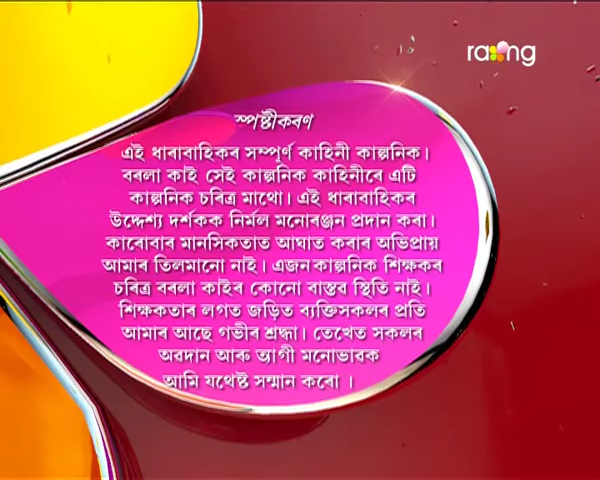 rang
স্পষ্টীকৰণ
এই ধাৰাবাহিকৰ সম্পূৰ্ণ কাহিনী কাল্পনিক।
বৰলা কাই সেই কাল্পনিক কাহিনীৰে এটি
কাল্পনিক চৰিত্ৰ মাথো। এই ধাৰাবাহিকৰ
উদ্দেশ্য দৰ্শকক নিৰ্মল মনোৰঞ্জন প্ৰদান কৰা।
কাৰোবাৰ মানসিকতাত আঘাত কৰাৰ অভিপ্ৰায়
আমাৰ তিলমানো নাই। এজন কাল্পনিক শিক্ষকৰ
চৰিত্ৰ বৰলা কাইৰ কোনো বাস্তৱ স্থিতি নাই।
শিক্ষকতাৰ লগত জড়িত ব্যক্তিসকলৰ প্ৰতি
আমাৰ আছে গভীৰ শ্ৰদ্ধা। তেখেত সকলৰ
অৱদান আৰু ত্যাগী মনোভাৱক
আমি যথেষ্ট সন্মান কৰো ।